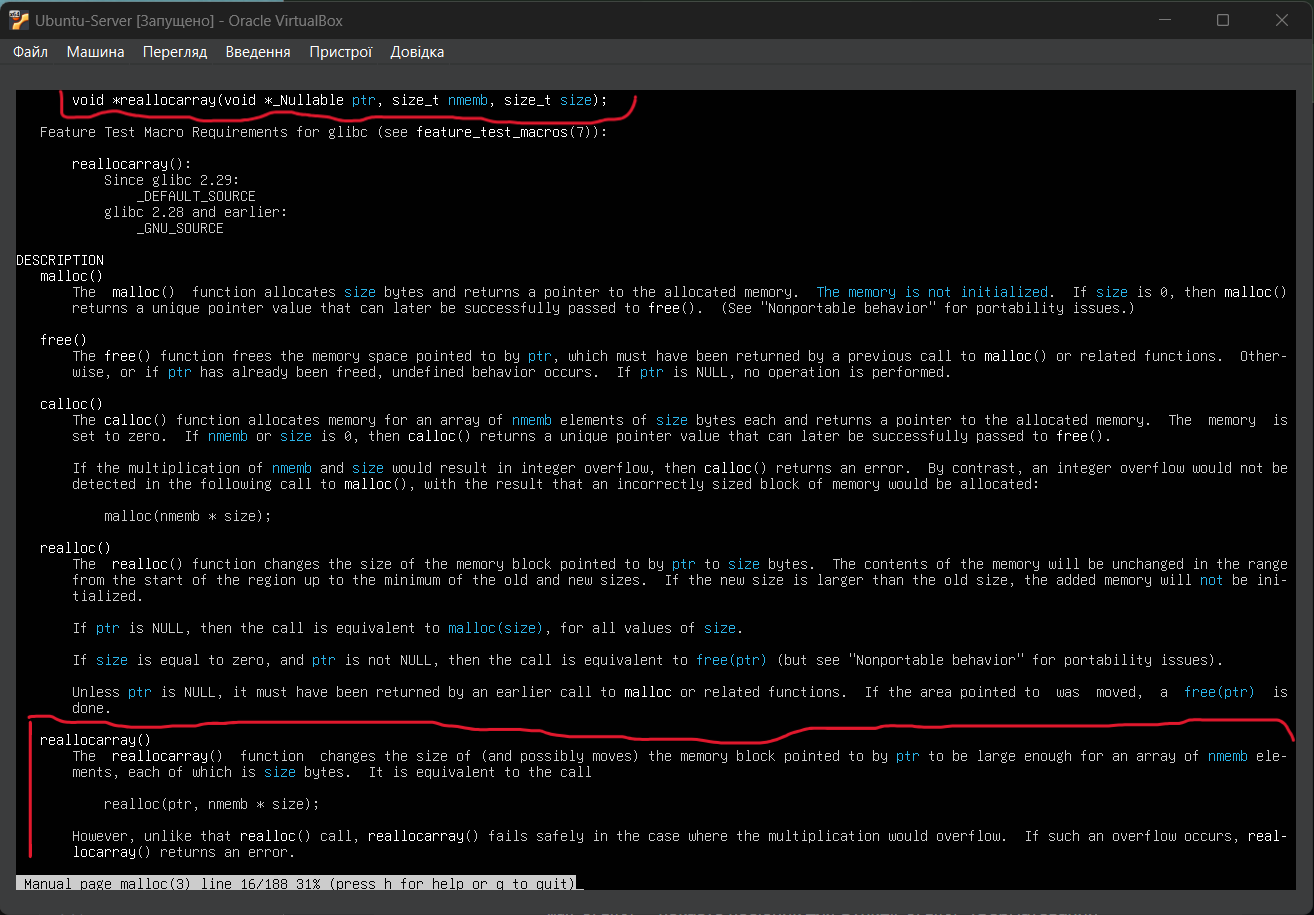 Ubuntu-Server [Запущено] - Oracle VirtualBox
Файл Машина Перегляд Введення Пристрої Довідка
void *reallocarray(void *_Nullable ptr, size_t nmemb, size_t size);
Feature Test Macro Requirements for glibc (see feature_test_macros(7)):
reallocarray():
Since glibc 2.29:
_DEFAULT_SOURCE
glibc 2.28 and earlier:
_GNU_SOURCE
DESCRIPTION
malloc()
The malloc() function allocates size bytes and returns a pointer to the allocated memory. The memory is not initialized. If size is 0, then malloc()
returns a unique pointer value that can later be successfully passed to free(). (See "Nonportable behavior" for portability issues.)
free()
The free() function frees the memory space pointed to by ptr, which must have been returned by a previous call to malloc() or related functions. Other-
wise, or if ptr has already been freed, undefined behavior occurs. If ptr is NULL, no operation is performed.
calloc()
The calloc() function allocates memory for an array of nmemb elements of size bytes each and returns a pointer to the allocated memory. The memory is
set to zero. If nmemb or size is 0, then calloc() returns a unique pointer value that can later be successfully passed to free().
If the multiplication of nmemb and size would result in integer overflow, then calloc() returns an error. By contrast, an integer overflow would not be
detected in the following call to malloc(), with the result that an incorrectly sized block of memory would be allocated:
malloc(nmemb * size);
realloc()
The realloc() function changes the size of the memory block pointed to by ptr to size bytes. The contents of the memory will be unchanged in the range
from the start of the region up to the minimum of the old and new sizes. If the new size is larger than the old size, the added memory will not be ini-
tialized.
If ptr is NULL, then the call is equivalent to malloc(size), for all values of size.
If size is equal to zero, and ptr is not NULL, then the call is equivalent to free(ptr) (but see "Nonportable behavior" for portability issues).
Unless ptr is NULL, it must have been returned by an earlier call to malloc or related functions. If the area pointed to was moved, a free(ptr) is
done.
reallocarray()
The reallocarray() function changes the size of (and possibly moves) the memory block pointed to by ptr to be large enough for an array of nmemb ele-
ments, each of which is size bytes. It is equivalent to the call
realloc(ptr, nmemb * size);
However, unlike that realloc() call, reallocarray() fails safely in the case where the multiplication would overflow. If such an overflow occurs, real-
locarray() returns an error.
Manual page malloc(3) line 16/188 31% (press h for help or q to quit)